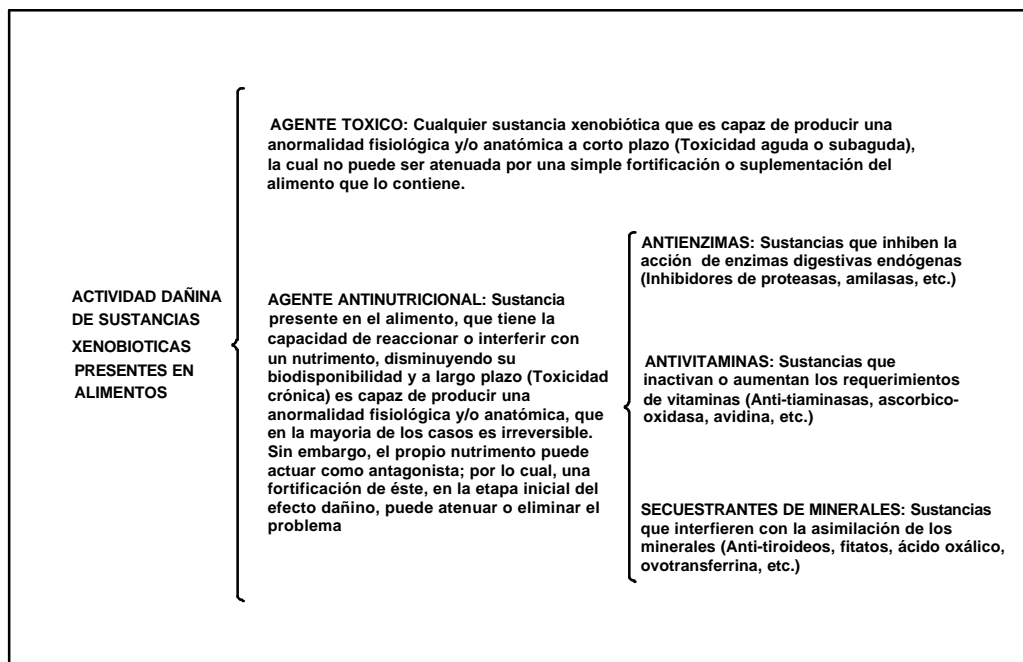 AGENTE TOXICO: Cualquier sustancia xenobiótica que es capaz de producir una
anormalidad fisiológica y/o anatómica a corto plazo (Toxicidad aguda o subaguda),
la cual no puede ser atenuada por una simple fortificación o suplementación del
alimento que lo contiene.
ACTIVIDAD DAÑINA
DE SUSTANCIAS
XENOBIOTICAS
PRESENTES EN
ALIMENTOS
AGENTE ANTINUTRICIONAL: Sustancia
presente en el alimento, que tiene la
capacidad de reaccionar o interferir con
un nutrimento, disminuyendo su
biodisponibilidad y a largo plazo (Toxicidad
crónica) es capaz de producir una
anormalidad fisiológica y/o anatómica, que
en la mayoria de los casos es irreversible.
Sin embargo, el propio nutrimento puede
actuar como antagonista; por lo cual, una
fortificación de éste, en la etapa inicial del
efecto dañino, puede atenuar o eliminar el
problema
ANTIENZIMAS: Sustancias que inhiben la
acción de enzimas digestivas endógenas
(Inhibidores de proteasas, amilasas, etc.)
ANTIVITAMINAS: Sustancias que
inactivan o aumentan los requerimientos
de vitaminas (Anti-tiaminasas, ascorbico-
oxidasa, avidina, etc.)
SECUESTRANTES DE MINERALES: Sustancias
que interfieren con la asimilación de los
minerales (Anti-tiroideos, fitatos, ácido oxálico,
ovotransferrina, etc.)